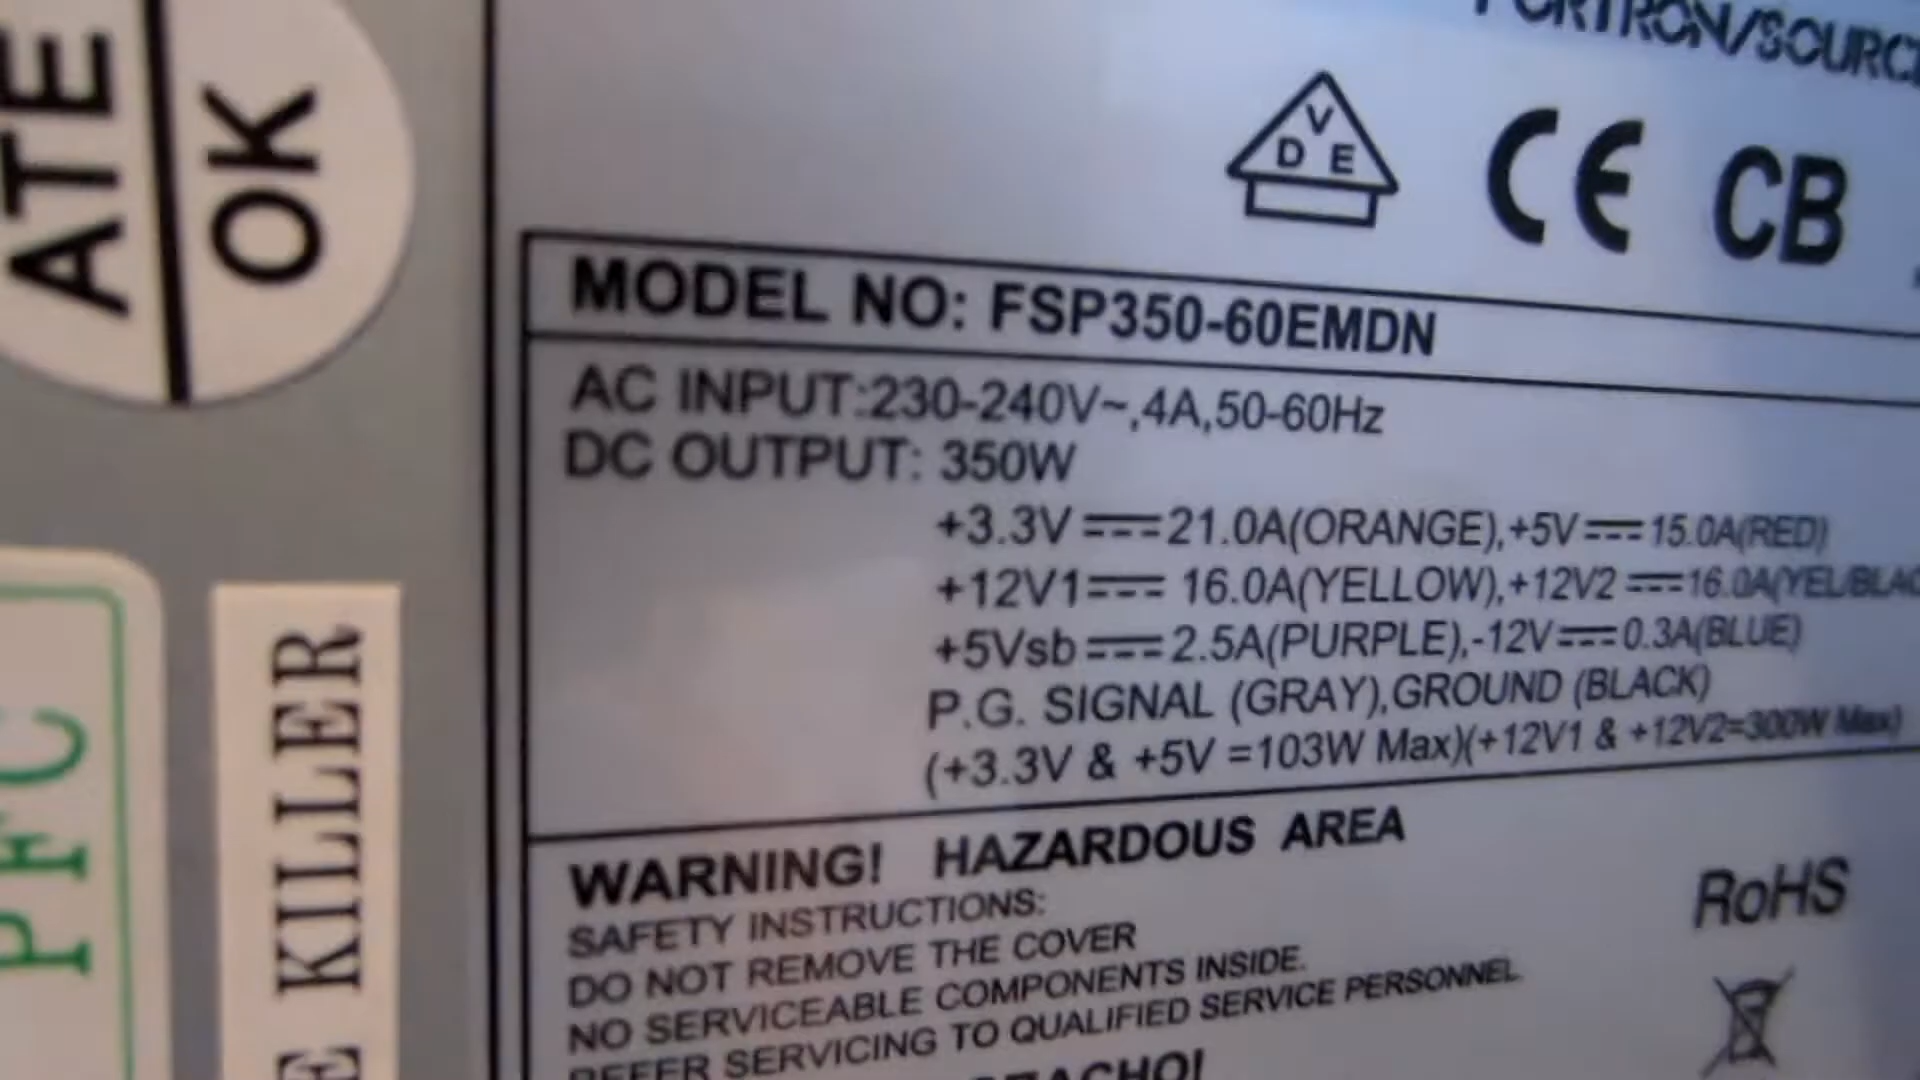 ATE
OK
PFC
E KILLER
FORTRON/SOURC
VDE
CE CB
MODEL NO: FSP350-60EMDN
AC INPUT:230-240V~,4A,50-60Hz
DC OUTPUT: 350W
+3.3V⎓21.0A(ORANGE),+5V⎓15.0A(RED)
+12V1⎓ 16.0A(YELLOW),+12V2⎓16.0A(YEL/BLAC
+5Vsb⎓2.5A(PURPLE),-12V⎓0.3A(BLUE)
P.G. SIGNAL (GRAY),GROUND (BLACK)
(+3.3V & +5V =103W Max)(+12V1 & +12V2=300W Max)
WARNING! HAZARDOUS AREA
SAFETY INSTRUCTIONS:
DO NOT REMOVE THE COVER
NO SERVICEABLE COMPONENTS INSIDE.
REFER SERVICING TO QUALIFIED SERVICE PERSONNEL
RoHS